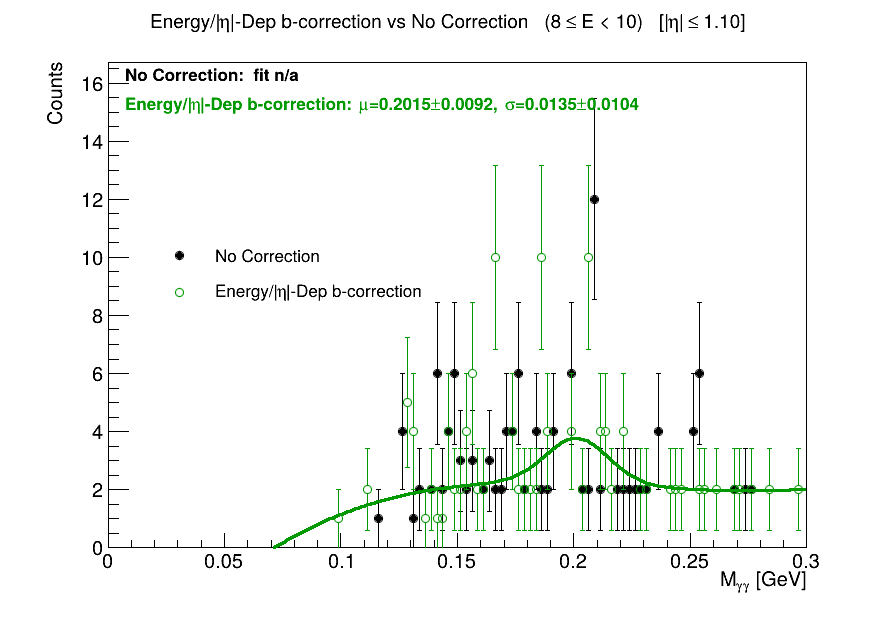 Energy/|η|-Dep b-correction vs No Correction (8 ≤ E < 10) [|η| ≤ 1.10]
Counts
No Correction: fit n/a
Energy/|η|-Dep b-correction: μ=0.2015±0.0092, σ=0.0135±0.0104
No Correction
Energy/|η|-Dep b-correction
16
14
12
10
8
6
4
2
0
0 0.05 0.1 0.15 0.2 0.25 0.3
Mγγ [GeV]